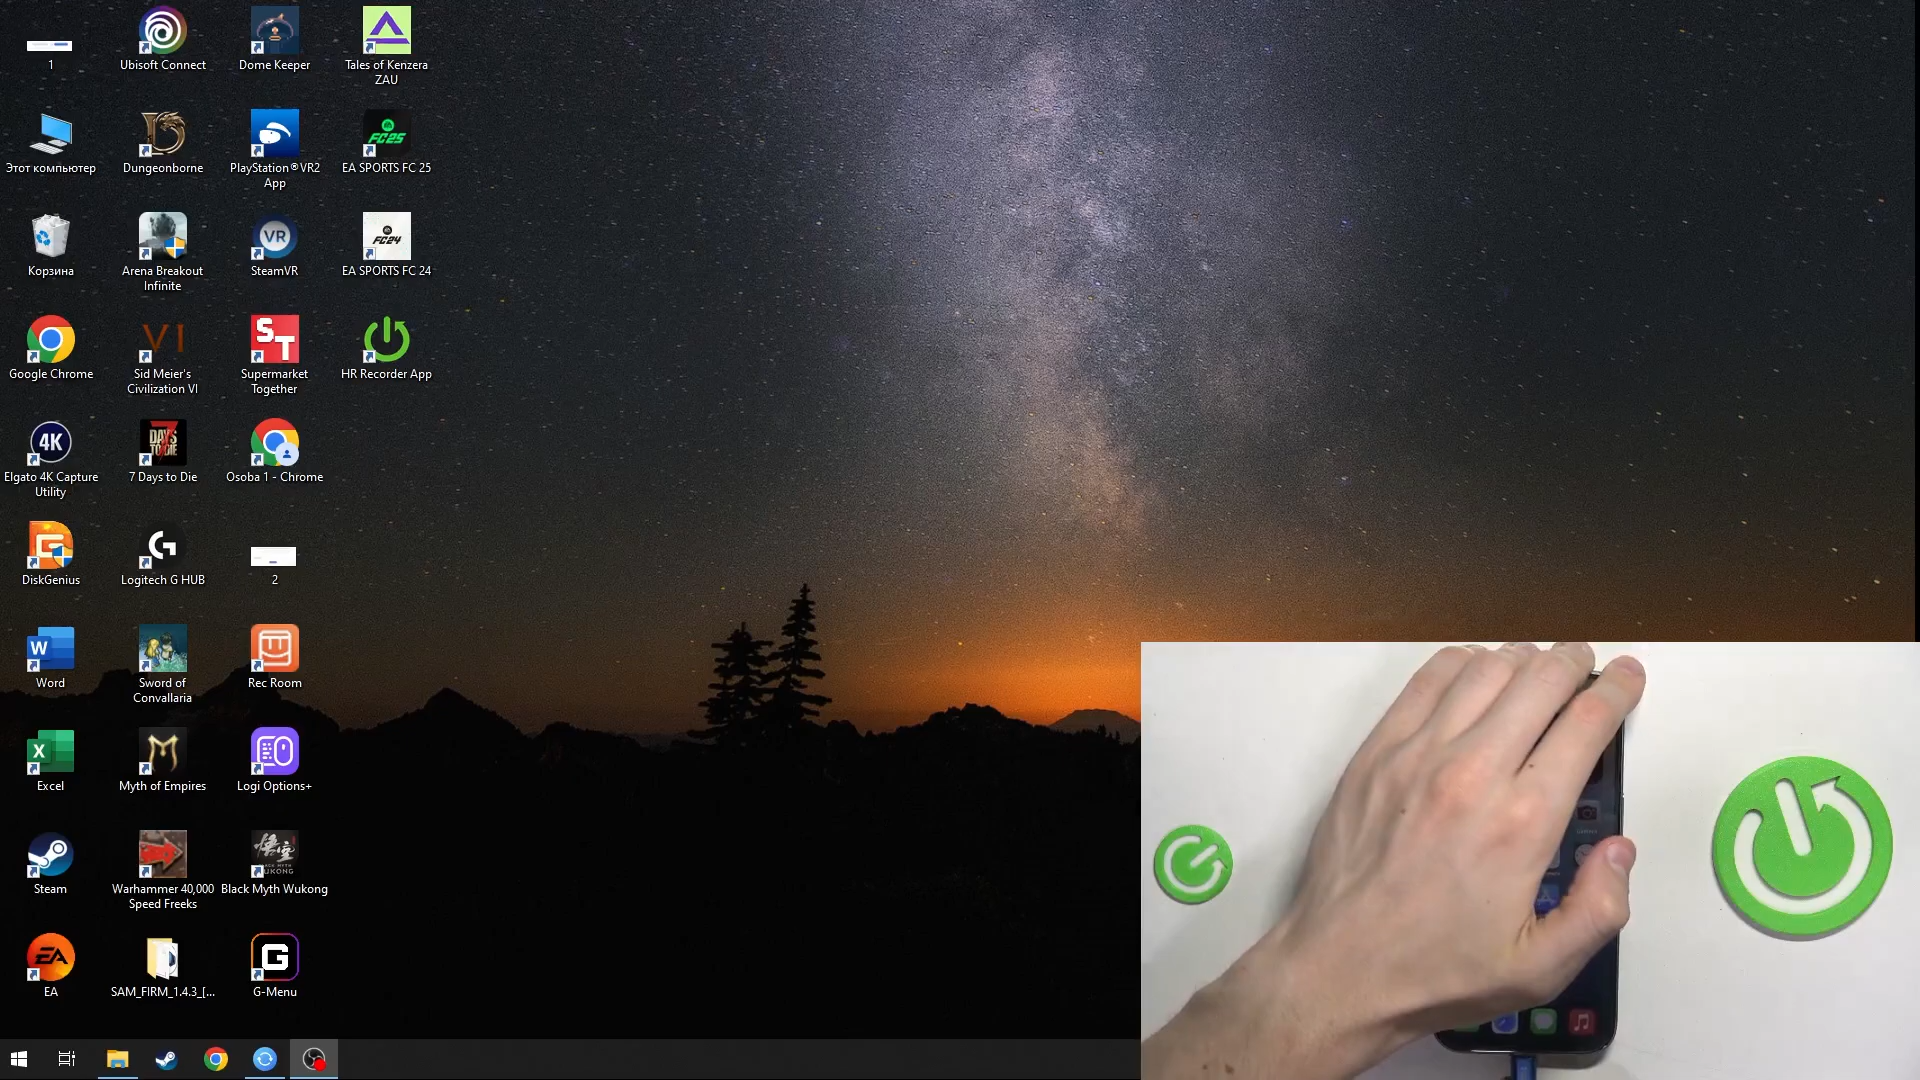 1
Ubisoft Connect
Dome Keeper
Tales of Kenzera
ZAU
Этот компьютер
Dungeonborne
PlayStation®VR2
App
EA SPORTS FC 25
Корзина
Arena Breakout
Infinite
SteamVR
EA SPORTS FC 24
Google Chrome
Sid Meier's
Civilization VI
Supermarket
Together
HR Recorder App
Elgato 4K Capture
Utility
7 Days to Die
Osoba 1 - Chrome
DiskGenius
Logitech G HUB
2
Word
Sword of
Convallaria
Rec Room
Excel
Myth of Empires
Logi Options+
Steam
Warhammer 40,000
Speed Freeks
Black Myth Wukong
EA
SAM_FIRM_1.4.3_[...
G-Menu